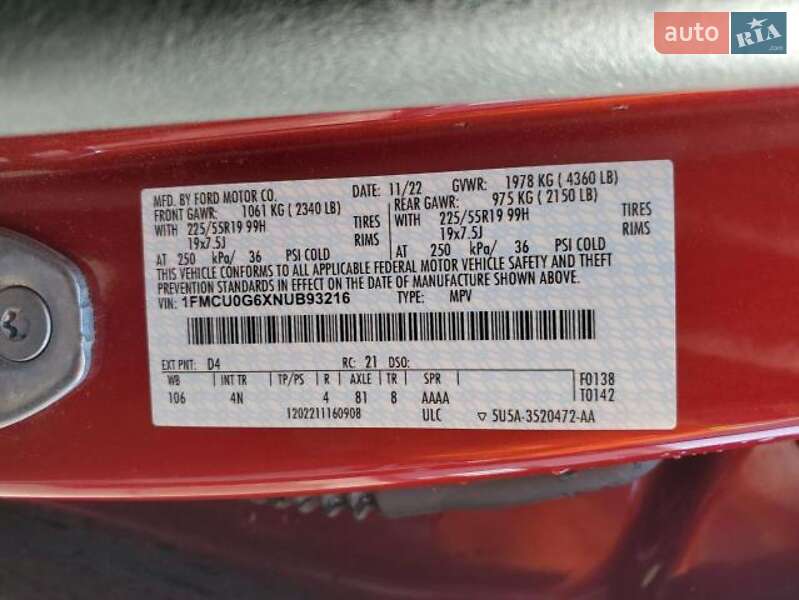 auto RIA .com
MFD. BY FORD MOTOR CO. DATE: 11/22 GVWR: 1978 KG ( 4360 LB)
FRONT GAWR: 1061 KG ( 2340 LB) REAR GAWR: 975 KG ( 2150 LB)
WITH 225/55R19 99H TIRES WITH 225/55R19 99H TIRES
19x7.5J RIMS 19x7.5J RIMS
AT 250 kPa/ 36 PSI COLD AT 250 kPa/ 36 PSI COLD
THIS VEHICLE CONFORMS TO ALL APPLICABLE FEDERAL MOTOR VEHICLE SAFETY AND THEFT
PREVENTION STANDARDS IN EFFECT ON THE DATE OF MANUFACTURE SHOWN ABOVE.
VIN: 1FMCU0G6XNUB93216 TYPE: MPV
EXT PNT: D4 RC: 21 DSO:
WB INT TR TP/PS R AXLE TR SPR F0138
106 4N 4 81 8 AAAA T0142
1202211160908 ULC ▽ 5U5A-3520472-AA